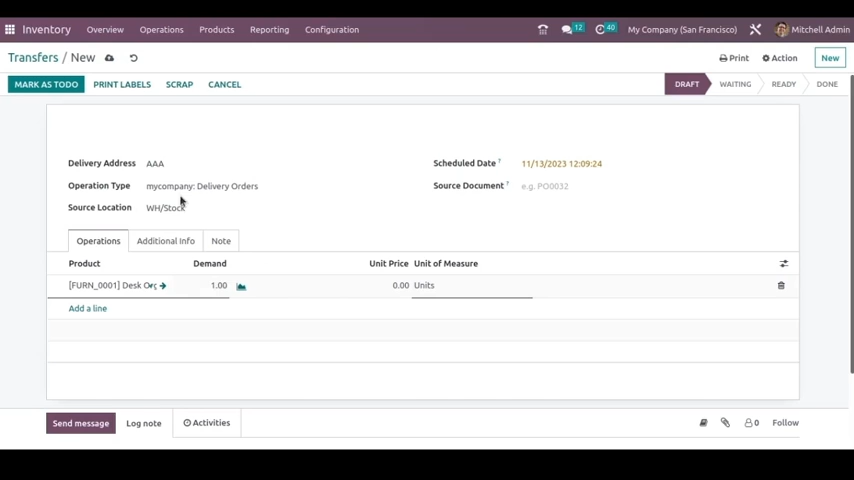 Inventory Overview Operations Products Reporting Configuration 12 40 My Company (San Francisco) Mitchell Admin
Transfers / New Print Action New
MARK AS TODO PRINT LABELS SCRAP CANCEL DRAFT WAITING READY DONE
Delivery Address AAA Scheduled Date ? 11/13/2023 12:09:24
Operation Type mycompany: Delivery Orders Source Document ? e.g. PO0032
Source Location WH/Stock
Operations Additional Info Note
Product Demand Unit Price Unit of Measure
[FURN_0001] Desk Org 1.00 0.00 Units
Add a line
Send message Log note Activities 0 Follow